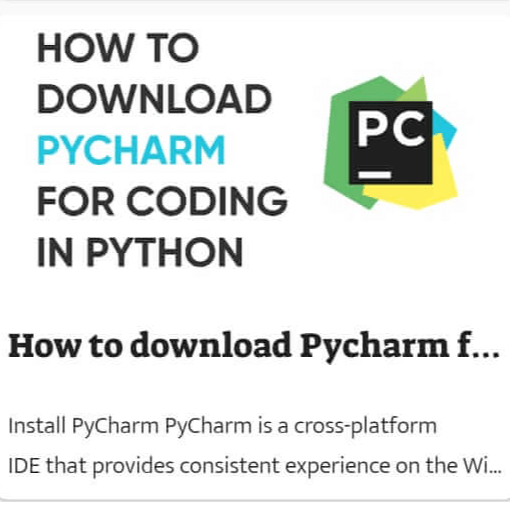 HOW TO
DOWNLOAD
PYCHARM
FOR CODING
IN PYTHON
PC
How to download Pycharm f...
Install PyCharm PyCharm is a cross-platform
IDE that provides consistent experience on the Wi...